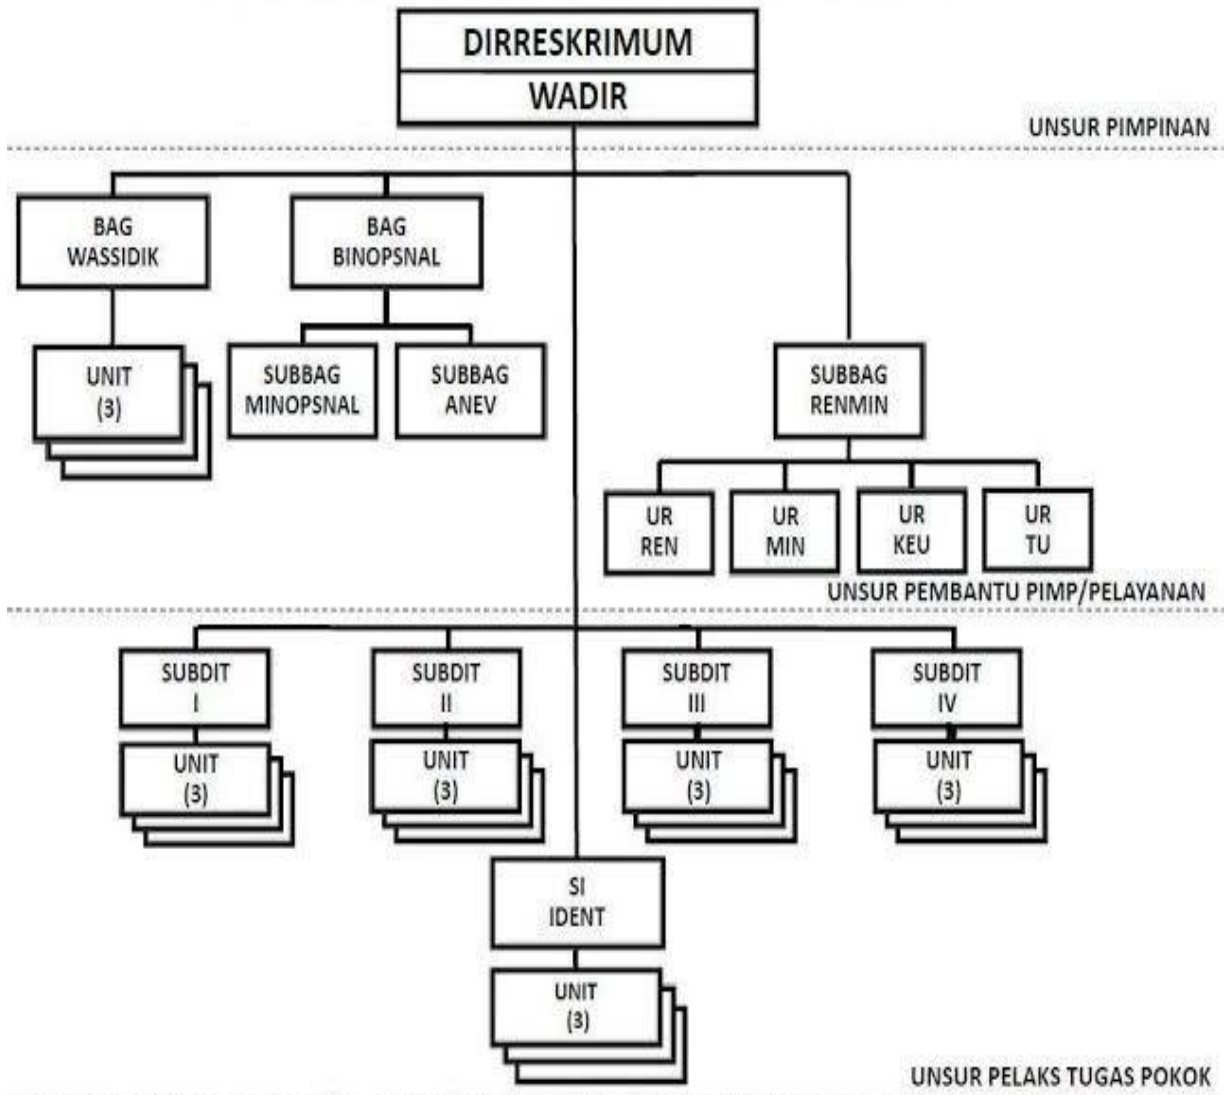 DIRRESKRIMUM
WADIR
UNSUR PIMPINAN
BAG
WASSIDIK
BAG
BINOPSNAL
UNIT
(3)
SUBBAG
MINOPSNAL
SUBBAG
ANEV
SUBBAG
RENMIN
UR
REN
UR
MIN
UR
KEU
UR
TU
UNSUR PEMBANTU PIMP/PELAYANAN
SUBDIT
I
SUBDIT
II
SUBDIT
III
SUBDIT
IV
UNIT
(3)
UNIT
(3)
UNIT
(3)
UNIT
(3)
SI
IDENT
UNIT
(3)
UNSUR PELAKS TUGAS POKOK